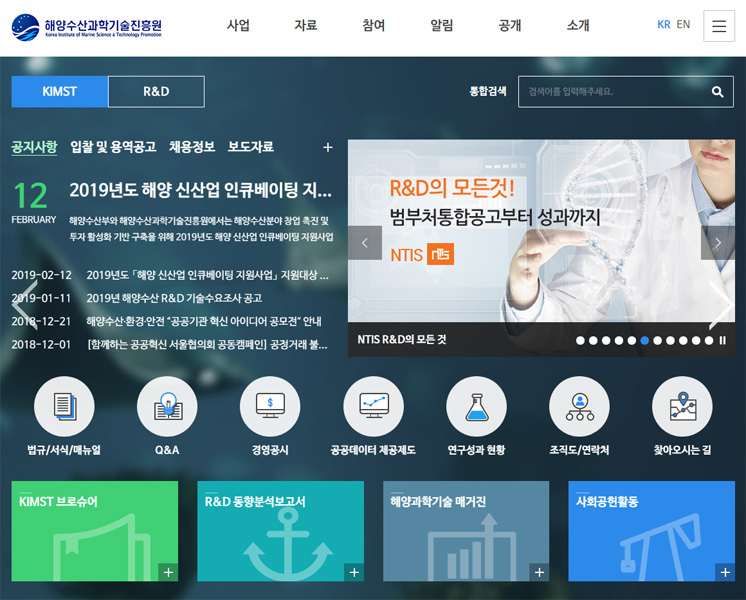 해양수산과학기술진흥원
Korea Institute of Marine Science & Technology Promotion
사업 자료 참여 알림 공개 소개
KR EN
KIMST R&D
통합검색 검색어를 입력해주세요.
공지사항 입찰 및 용역공고 채용정보 보도자료 +
12
FEBRUARY
2019년도 해양 신산업 인큐베이팅 지...
해양수산부와 해양수산과학기술진흥원에서는 해양수산분야 창업 촉진 및
투자 활성화 기반 구축을 위해 2019년도 해양 신산업 인큐베이팅 지원사업
2019-02-12 2019년도 「해양 신산업 인큐베이팅 지원사업」 지원대상 ...
2019-01-11 2019년 해양수산 R&D 기술수요조사 공고
2018-12-21 해양수산·환경·안전 “공공기관 혁신 아이디어 공모전” 안내
2018-12-01 [함께하는 공공혁신 서울협의회 공동캠페인] 공정거래 불...
R&D의 모든것!
범부처통합공고부터 성과까지
NTIS
NTIS R&D의 모든 것
법규/서식/매뉴얼 Q&A 경영공시 공공데이터 제공제도 연구성과 현황 조직도/연락처 찾아오시는 길
KIMST 브로슈어 R&D 동향분석보고서 해양과학기술 매거진 사회공헌활동
+ + + +